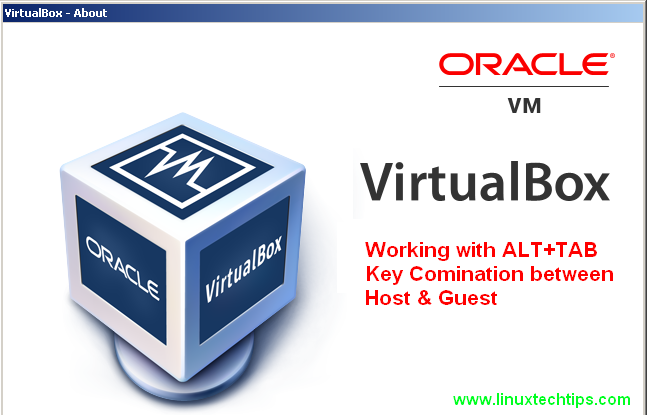 VirtualBox - About
ORACLE®
VM
VirtualBox
ORACLE
VirtualBox
Working with ALT+TAB
Key Comination between
Host & Guest
www.linuxtechtips.com